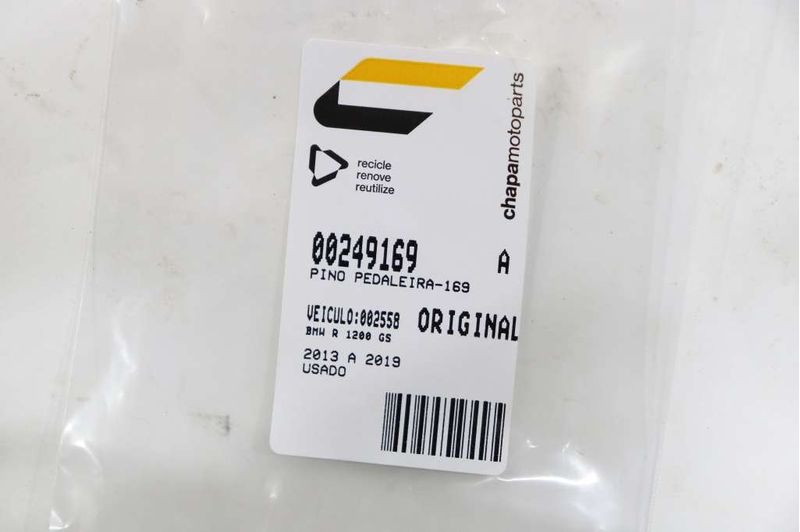 chapamotoparts
recicle
renove
reutilize
00249169 A
PINO PEDALEIRA-169
VEICULO:002558 ORIGINAL
BMW R 1200 GS
2013 A 2019
USADO